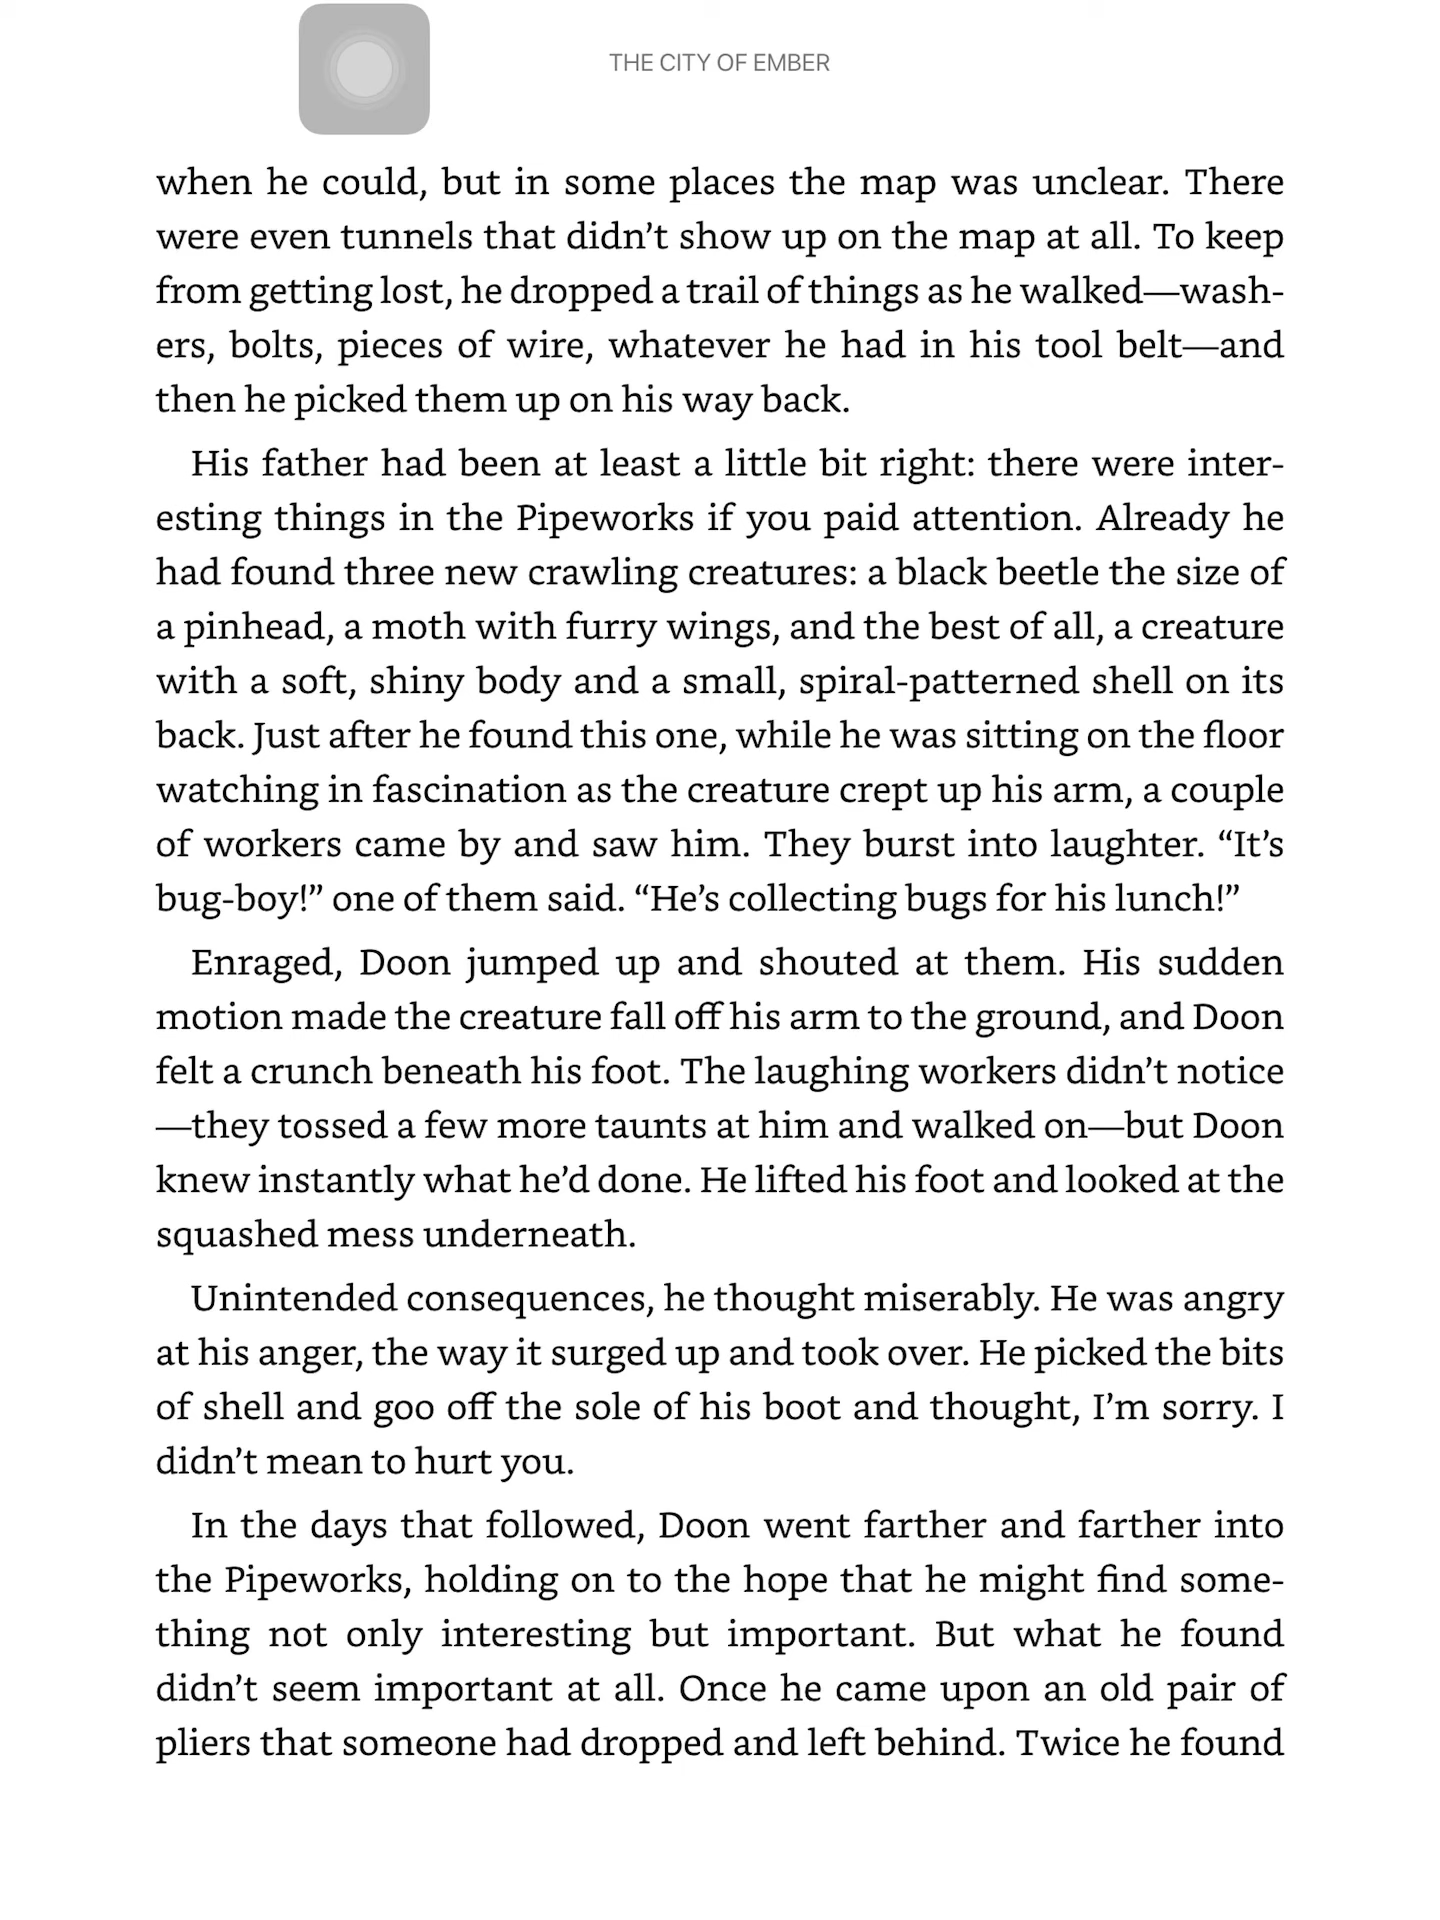 THE CITY OF EMBER
when he could, but in some places the map was unclear. There
were even tunnels that didn’t show up on the map at all. To keep
from getting lost, he dropped a trail of things as he walked—wash-
ers, bolts, pieces of wire, whatever he had in his tool belt—and
then he picked them up on his way back.
His father had been at least a little bit right: there were inter-
esting things in the Pipeworks if you paid attention. Already he
had found three new crawling creatures: a black beetle the size of
a pinhead, a moth with furry wings, and the best of all, a creature
with a soft, shiny body and a small, spiral-patterned shell on its
back. Just after he found this one, while he was sitting on the floor
watching in fascination as the creature crept up his arm, a couple
of workers came by and saw him. They burst into laughter. “It’s
bug-boy!” one of them said. “He’s collecting bugs for his lunch!”
Enraged, Doon jumped up and shouted at them. His sudden
motion made the creature fall off his arm to the ground, and Doon
felt a crunch beneath his foot. The laughing workers didn’t notice
—they tossed a few more taunts at him and walked on—but Doon
knew instantly what he’d done. He lifted his foot and looked at the
squashed mess underneath.
Unintended consequences, he thought miserably. He was angry
at his anger, the way it surged up and took over. He picked the bits
of shell and goo off the sole of his boot and thought, I’m sorry. I
didn’t mean to hurt you.
In the days that followed, Doon went farther and farther into
the Pipeworks, holding on to the hope that he might find some-
thing not only interesting but important. But what he found
didn’t seem important at all. Once he came upon an old pair of
pliers that someone had dropped and left behind. Twice he found